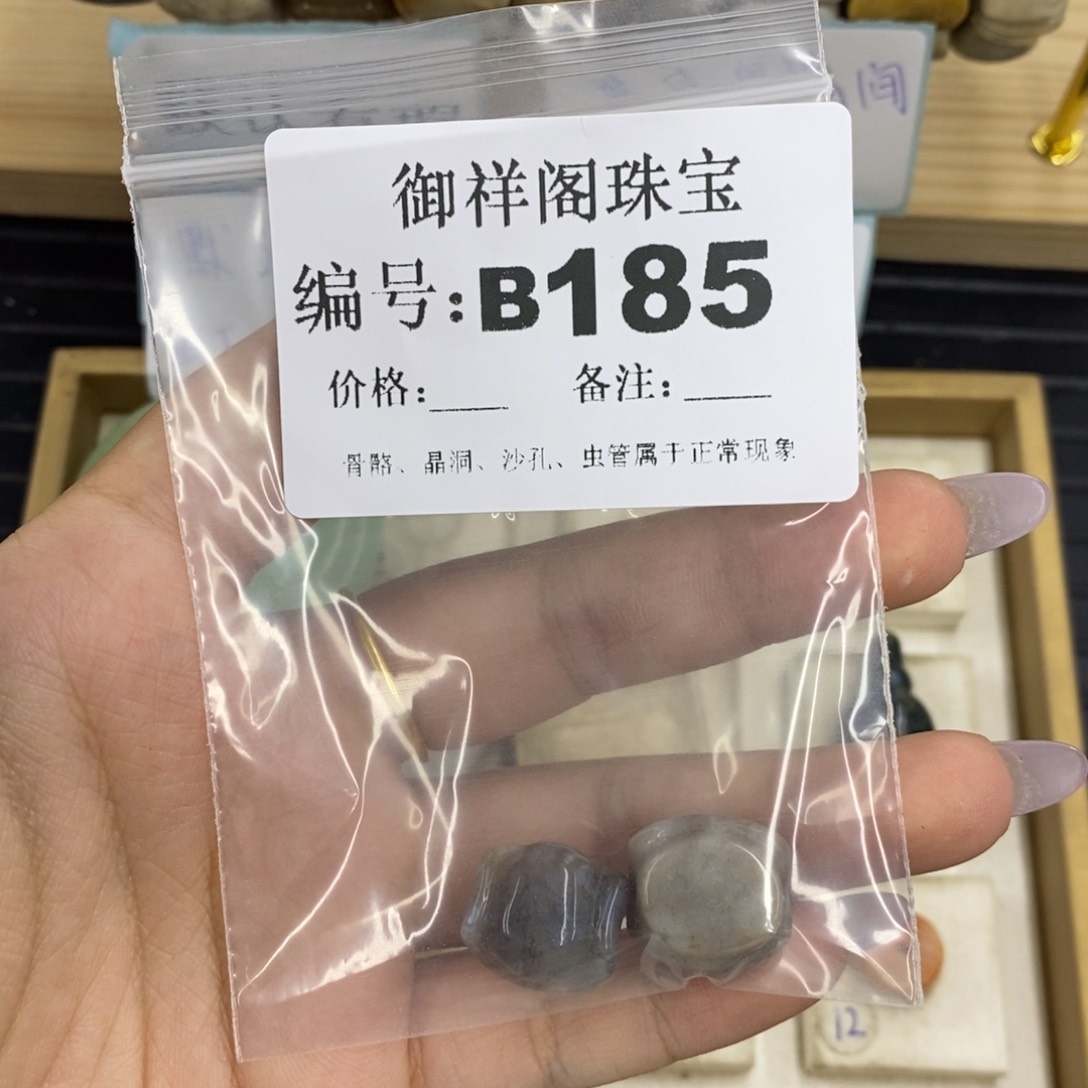 御祥阁珠宝
编号:B185
价格:____ 备注:_____
骨骼、晶洞、沙孔、虫管属于正常现象
12